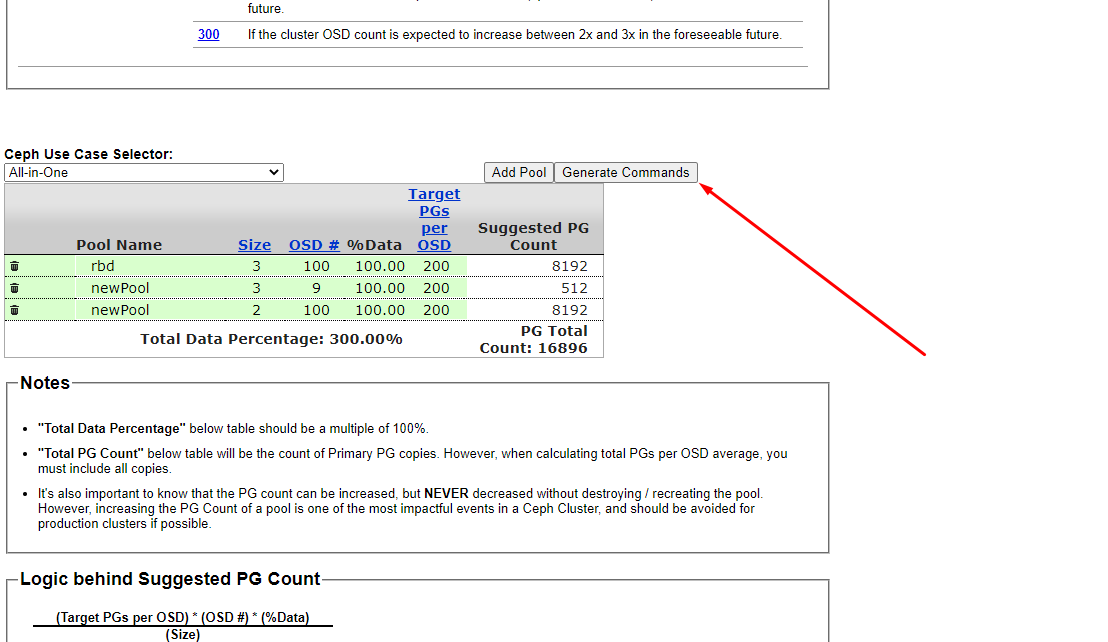 future.
300 If the cluster OSD count is expected to increase between 2x and 3x in the foreseeable future.
Ceph Use Case Selector:
All-in-One Add Pool Generate Commands
Target
PGs
per
OSD
Pool Name Size OSD # %Data Suggested PG
Count
rbd 3 100 100.00 200 8192
newPool 3 9 100.00 200 512
newPool 2 100 100.00 200 8192
Total Data Percentage: 300.00% PG Total
Count: 16896
Notes
• "Total Data Percentage" below table should be a multiple of 100%.
• "Total PG Count" below table will be the count of Primary PG copies. However, when calculating total PGs per OSD average, you
must include all copies.
• It's also important to know that the PG count can be increased, but NEVER decreased without destroying / recreating the pool.
However, increasing the PG Count of a pool is one of the most impactful events in a Ceph Cluster, and should be avoided for
production clusters if possible.
Logic behind Suggested PG Count
(Target PGs per OSD) * (OSD #) * (%Data)
(Size)